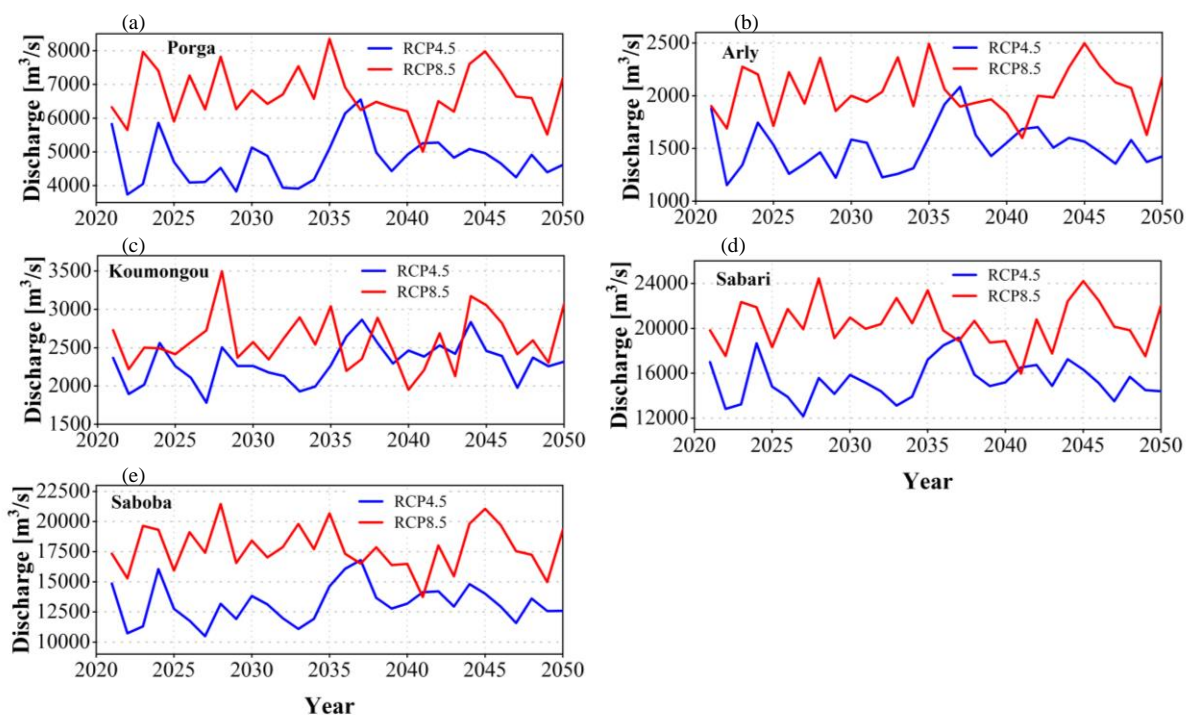 (a)
Porga
RCP4.5
RCP8.5
Discharge [m³/s]
8000
7000
6000
5000
4000
2020 2025 2030 2035 2040 2045 2050
(b)
Arly
RCP4.5
RCP8.5
Discharge [m³/s]
2500
2000
1500
1000
2020 2025 2030 2035 2040 2045 2050
(c)
Koumongou
RCP4.5
RCP8.5
Discharge [m³/s]
3500
3000
2500
2000
1500
2020 2025 2030 2035 2040 2045 2050
(d)
Sabari
RCP4.5
RCP8.5
Discharge [m³/s]
24000
20000
16000
12000
2020 2025 2030 2035 2040 2045 2050
Year
(e)
Saboba
RCP4.5
RCP8.5
Discharge [m³/s]
22500
20000
17500
15000
12500
10000
2020 2025 2030 2035 2040 2045 2050
Year